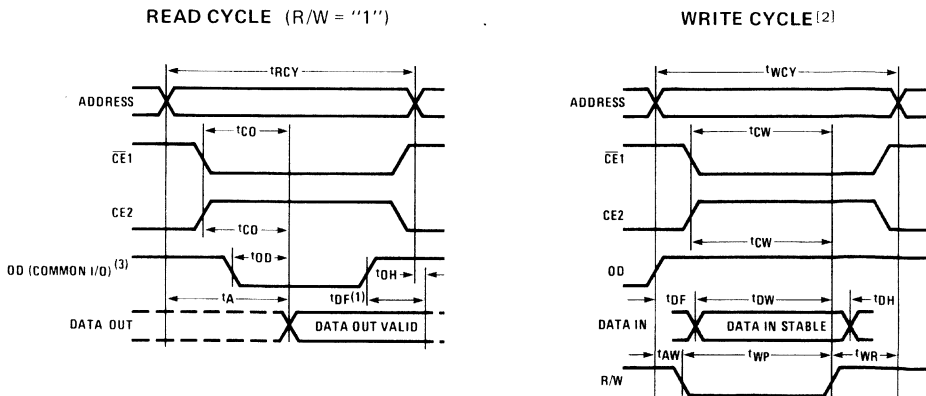 READ CYCLE (R/W = "1")
tRCY
ADDRESS
tCO
CE1
CE2
tCO
OD (COMMON I/O) (3)
tOD
tOH
tA
tDF(1)
DATA OUT
DATA OUT VALID
WRITE CYCLE[2]
tWCY
ADDRESS
tCW
CE1
CE2
tCW
OD
tDF
tDW
tDH
DATA IN
DATA IN STABLE
tAW
tWP
tWR
R/W